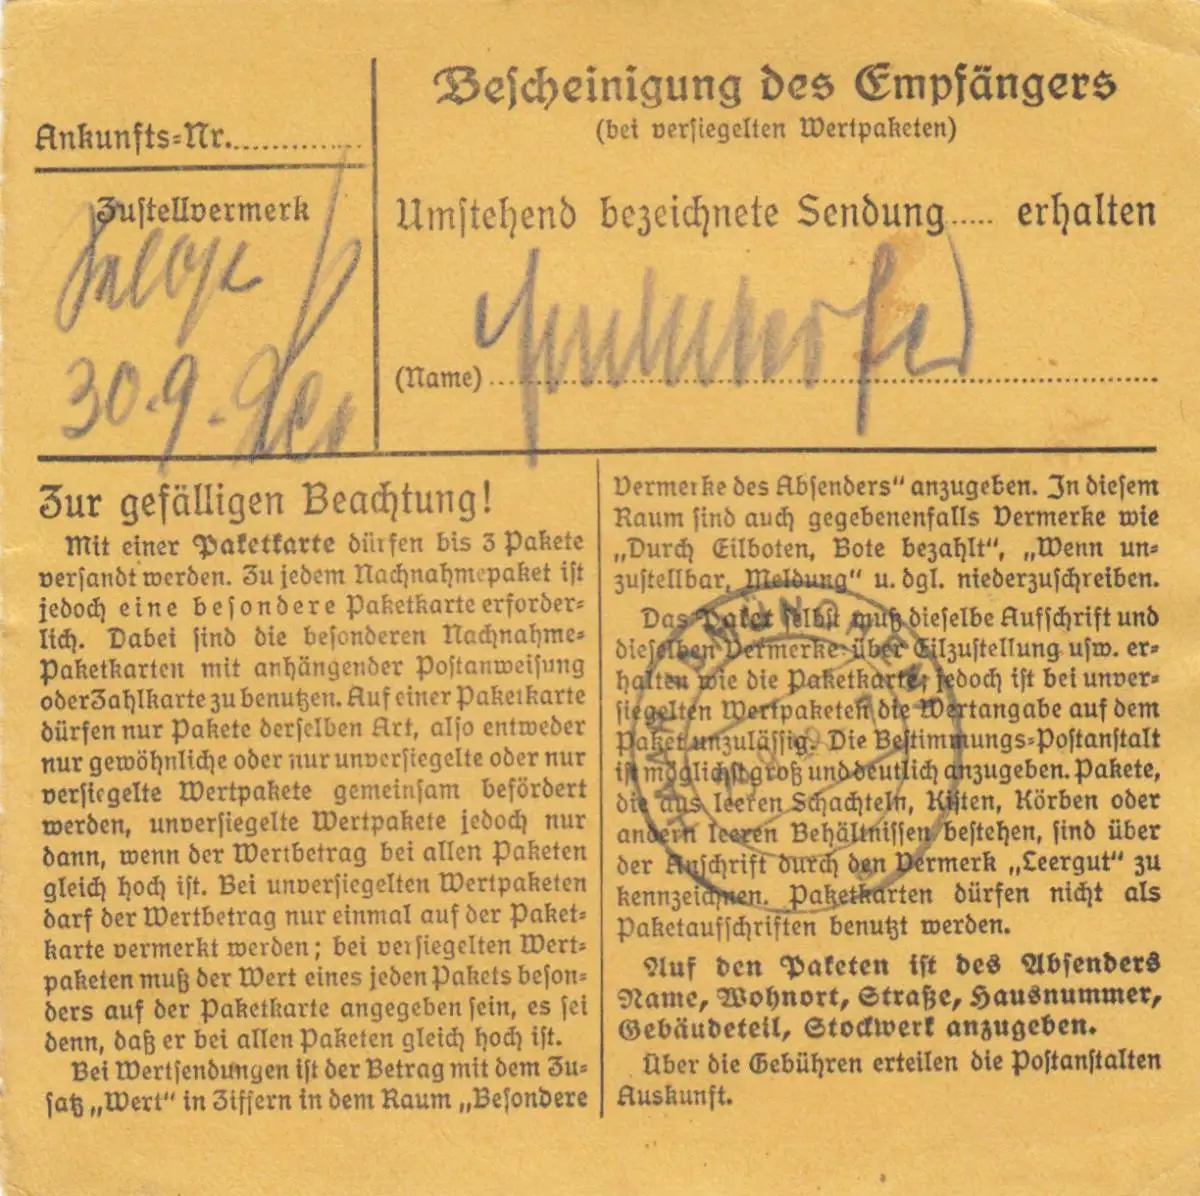 Ankunfts-Nr.
Zustellvermerk
30.9.
Bescheinigung des Empfängers
(bei versiegelten Wertpaketen)
Umstehend bezeichnete Sendung..... erhalten
(Name)
Zur gefälligen Beachtung!
Mit einer Paketkarte dürfen bis 3 Pakete
versandt werden. Zu jedem Nachnahmepaket ist
jedoch eine besondere Paketkarte erforder-
lich. Dabei sind die besonderen Nachnahme-
Paketkarten mit anhängender Postanweisung
oder Zahlkarte zu benutzen. Auf einer Paketkarte
dürfen nur Pakete derselben Art, also entweder
nur gewöhnliche oder nur unversiegelte oder nur
versiegelte Wertpakete gemeinsam befördert
werden, unversiegelte Wertpakete jedoch nur
dann, wenn der Wertbetrag bei allen Paketen
gleich hoch ist. Bei unversiegelten Wertpaketen
darf der Wertbetrag nur einmal auf der Paket-
karte vermerkt werden; bei versiegelten Wert-
paketen muß der Wert eines jeden Pakets beson-
ders auf der Paketkarte angegeben sein, es sei
denn, daß er bei allen Paketen gleich hoch ist.
Bei Wertsendungen ist der Betrag mit dem Zu-
satz „Wert" in Ziffern in dem Raum „Besondere
Vermerke des Absenders" anzugeben. In diesem
Raum sind auch gegebenenfalls Vermerke wie
„Durch Eilboten, Bote bezahlt", „Wenn un-
zustellbar, Meldung" u. dgl. niederzuschreiben.
Das Paket selbst muß dieselbe Aufschrift und
dieselben Vermerke über Eilzustellung usw. er-
halten wie die Paketkarte; jedoch ist bei unver-
siegelten Wertpaketen die Wertangabe auf dem
Paket unzulässig. Die Bestimmungs-Postanstalt
ist möglichst groß und deutlich anzugeben. Pakete,
die aus leeren Schachteln, Kisten, Körben oder
andern leeren Behältnissen bestehen, sind über
der Anschrift durch den Vermerk „Leergut" zu
kennzeichnen. Paketkarten dürfen nicht als
Paketaufschriften benutzt werden.
Auf den Paketen ist des Absenders
Name, Wohnort, Straße, Hausnummer,
Gebäudeteil, Stockwerk anzugeben.
Über die Gebühren erteilen die Postanstalten
Auskunft.
HAAR